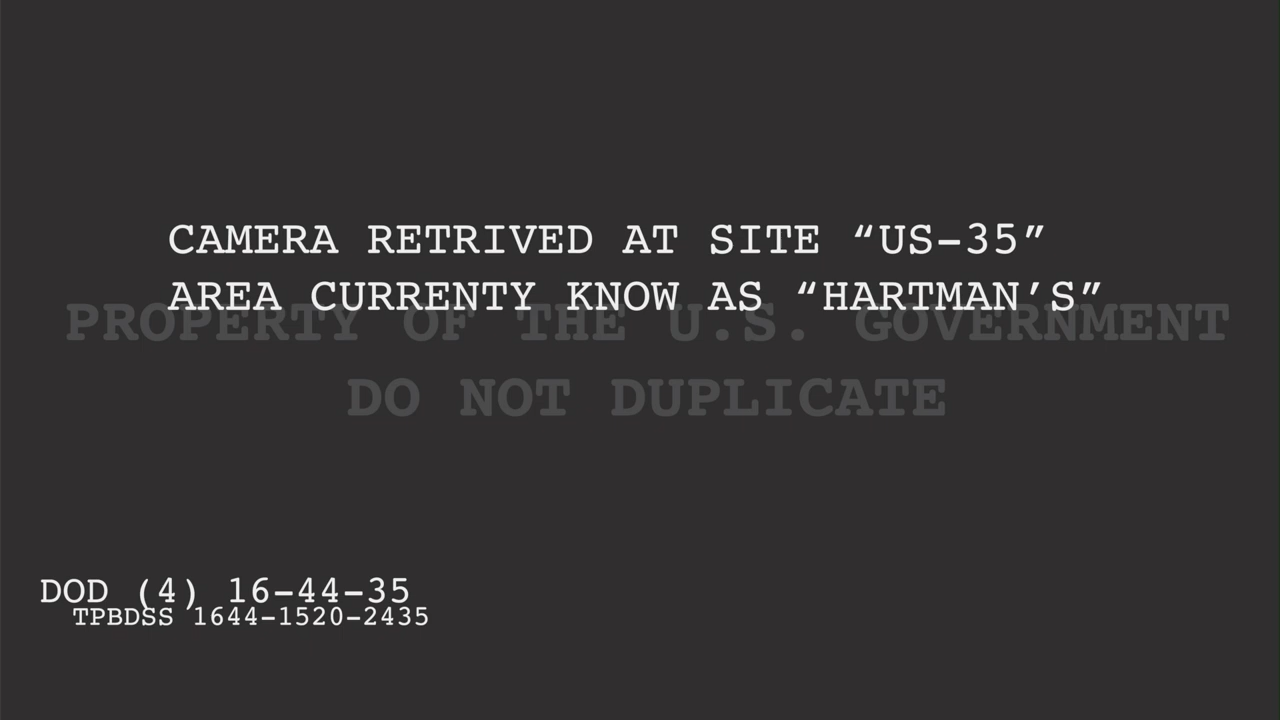 CAMERA RETRIVED AT SITE “US-35”
AREA CURRENTY KNOW AS “HARTMAN’S”
PROPERTY OF THE U.S. GOVERNMENT
DO NOT DUPLICATE
DOD (4) 16-44-35
TPBDSS 1644-1520-2435